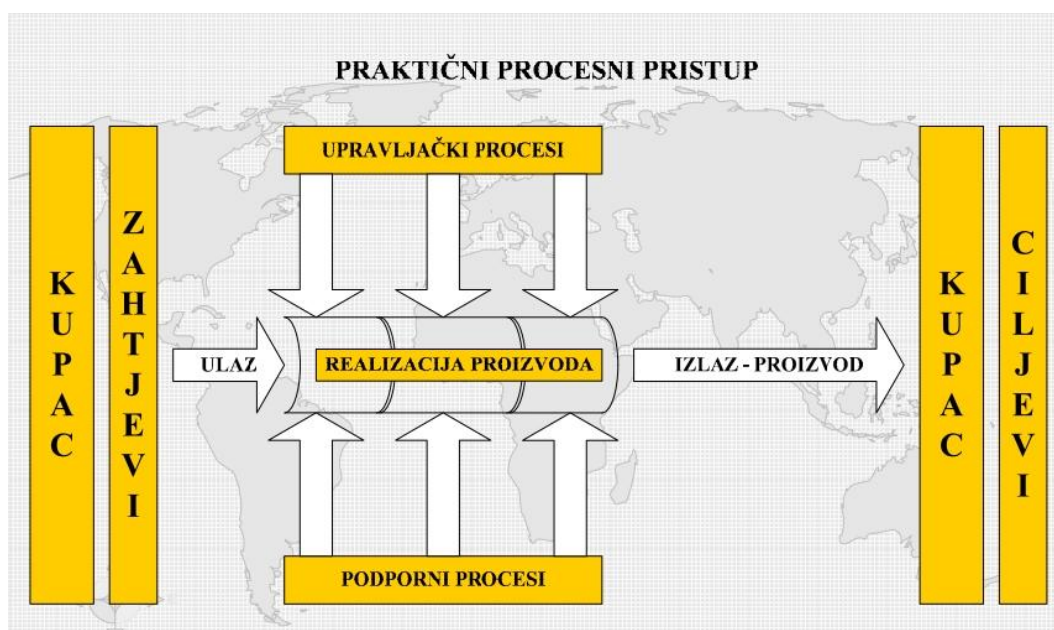 PRAKTIČNI PROCESNI PRISTUP
KUPAC
ZAHTJEVI
UPRAVLJAČKI PROCESI
ULAZ
REALIZACIJA PROIZVODA
IZLAZ - PROIZVOD
PODPORNI PROCESI
KUPAC
CILJEVI